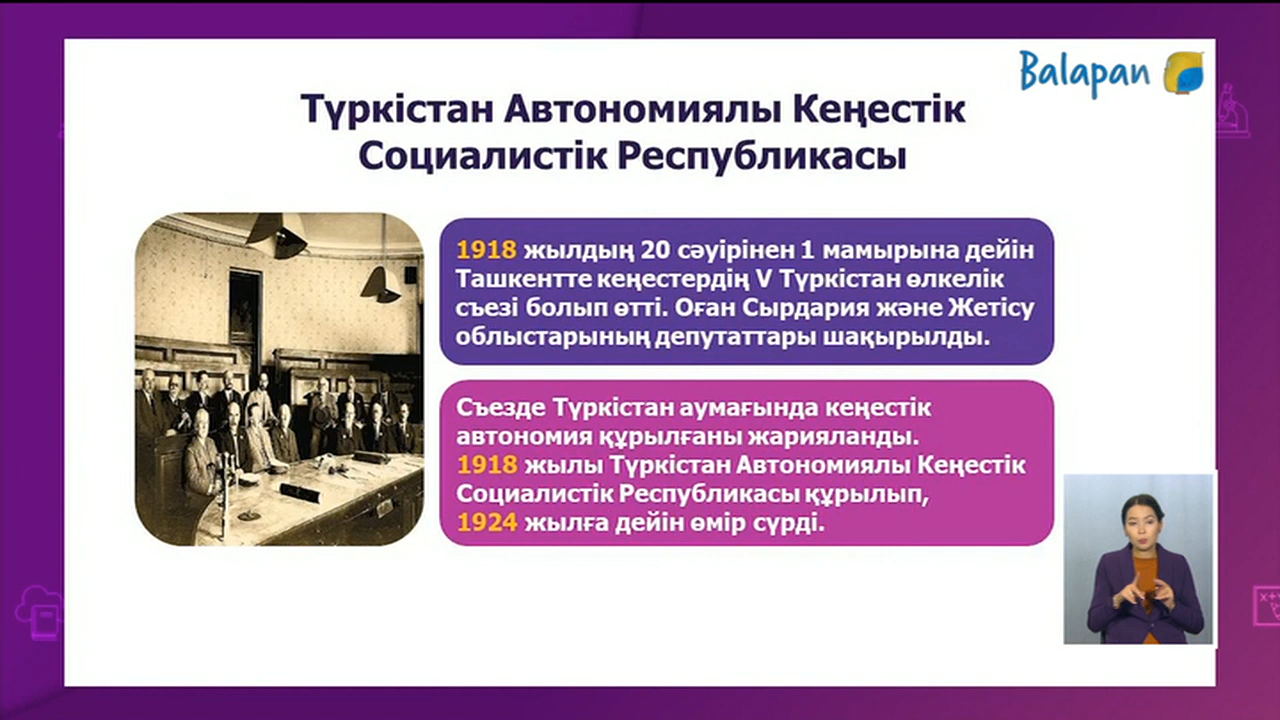 Balapan
Түркістан Автономиялы Кеңестік
Социалистік Республикасы
1918 жылдың 20 сәуірінен 1 мамырына дейін
Ташкентте кеңестердің V Түркістан өлкелік
съезі болып өтті. Оған Сырдария және Жетісу
облыстарының депутаттары шақырылды.
Съезде Түркістан аумағында кеңестік
автономия құрылғаны жарияланды.
1918 жылы Түркістан Автономиялы Кеңестік
Социалистік Республикасы құрылып,
1924 жылға дейін өмір сүрді.